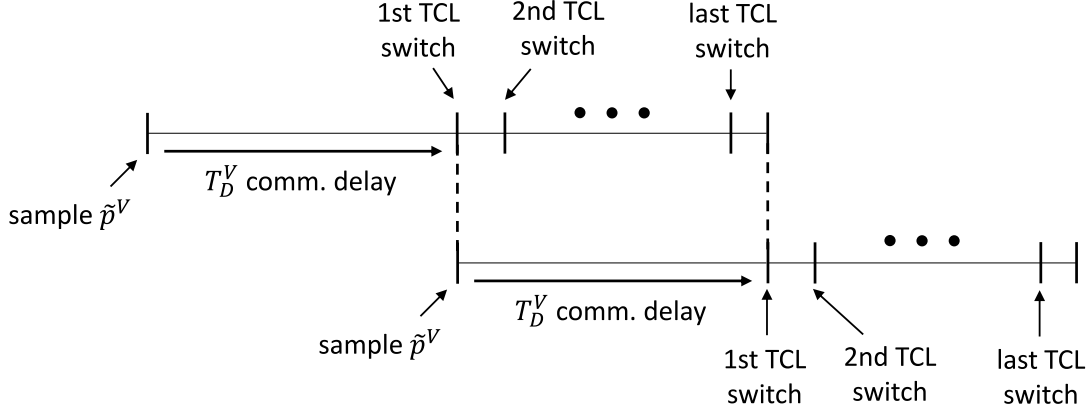 1st TCL
switch
2nd TCL
switch
last TCL
switch
T_D^V comm. delay
sample p̃^V
T_D^V comm. delay
sample p̃^V
1st TCL
switch
2nd TCL
switch
last TCL
switch